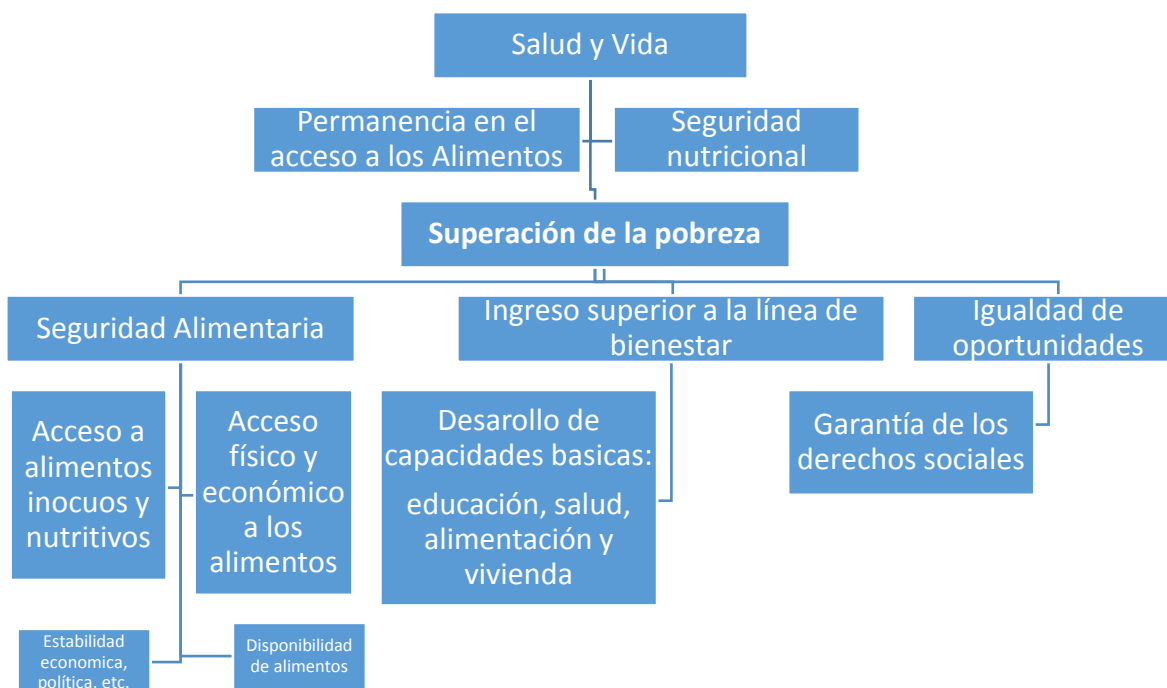 Salud y Vida
Permanencia en el
acceso a los Alimentos
Seguridad
nutricional
Superación de la pobreza
Seguridad Alimentaria
Ingreso superior a la línea de
bienestar
Igualdad de
oportunidades
Acceso a
alimentos
inocuos y
nutritivos
Acceso
físico y
económico
a los
alimentos
Desarollo de
capacidades basicas:
educación, salud,
alimentación y
vivienda
Garantía de los
derechos sociales
Estabilidad
economica,
política, etc.
Disponibilidad
de alimentos